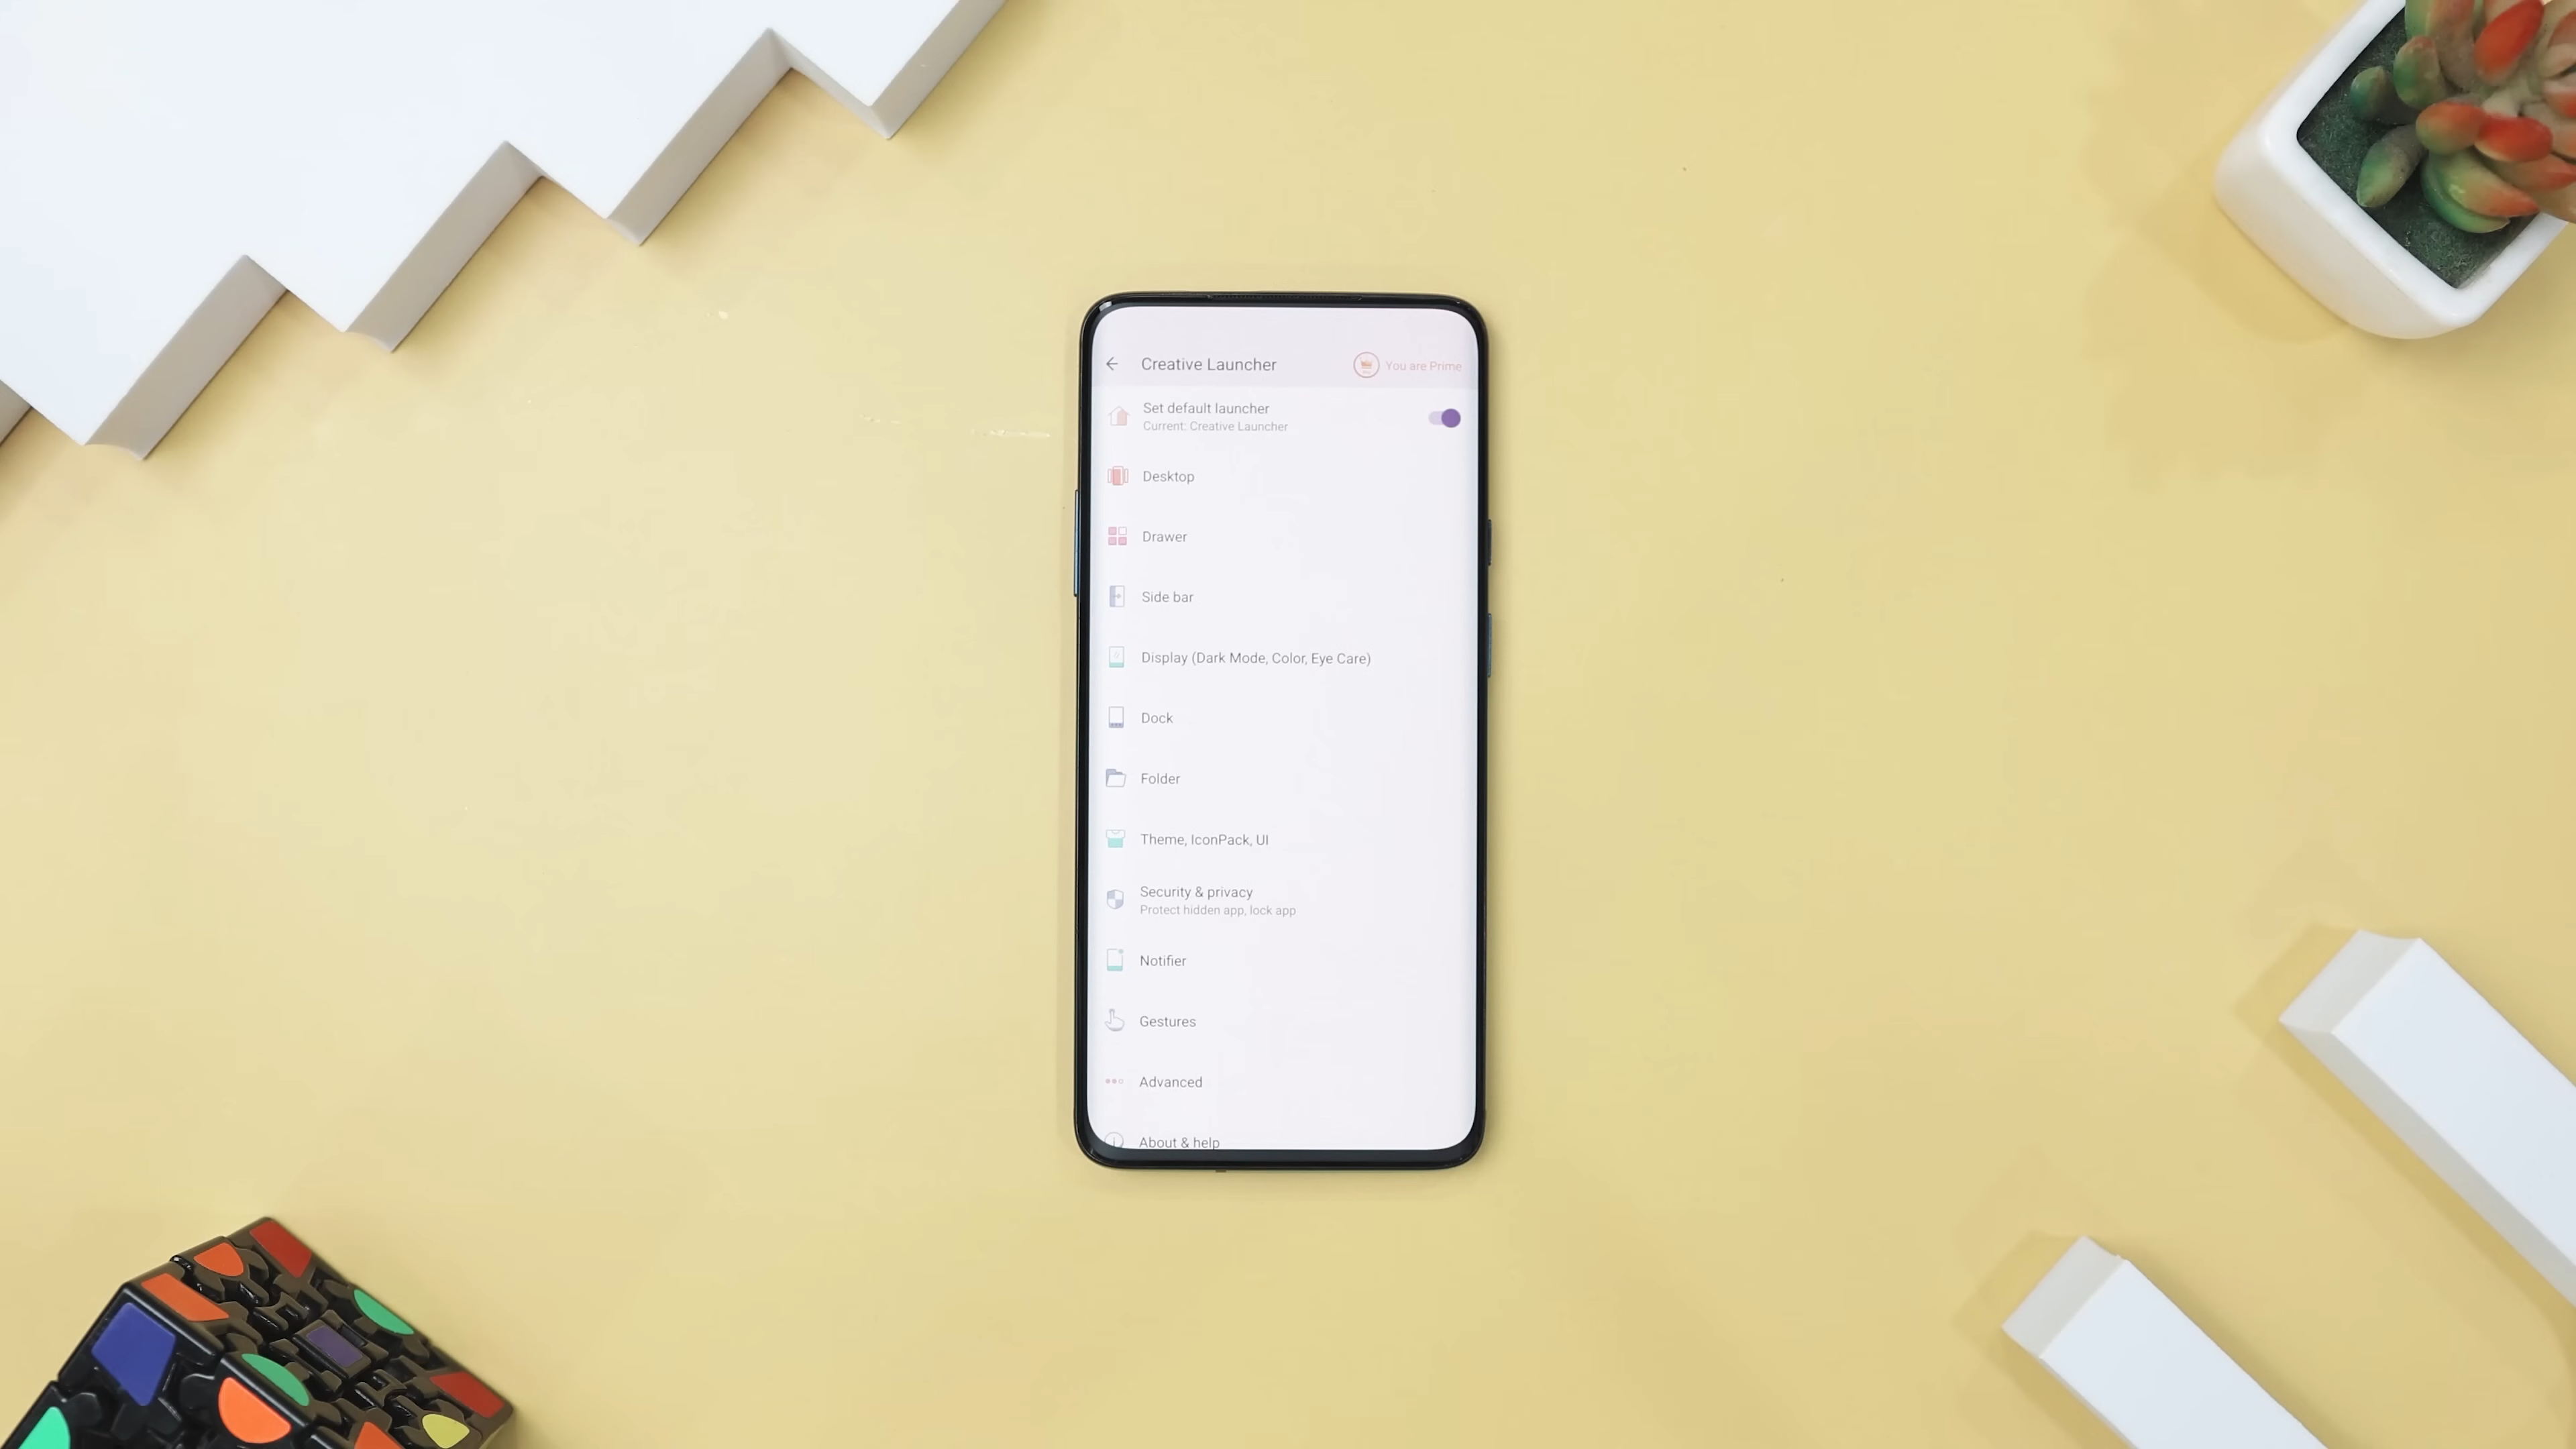 Creative Launcher
You are Prime
Set default launcher
Current: Creative Launcher
Desktop
Drawer
Side bar
Display (Dark Mode, Color, Eye Care)
Dock
Folder
Theme, IconPack, UI
Security & privacy
Protect hidden app, lock app
Notifier
Gestures
Advanced
About & help